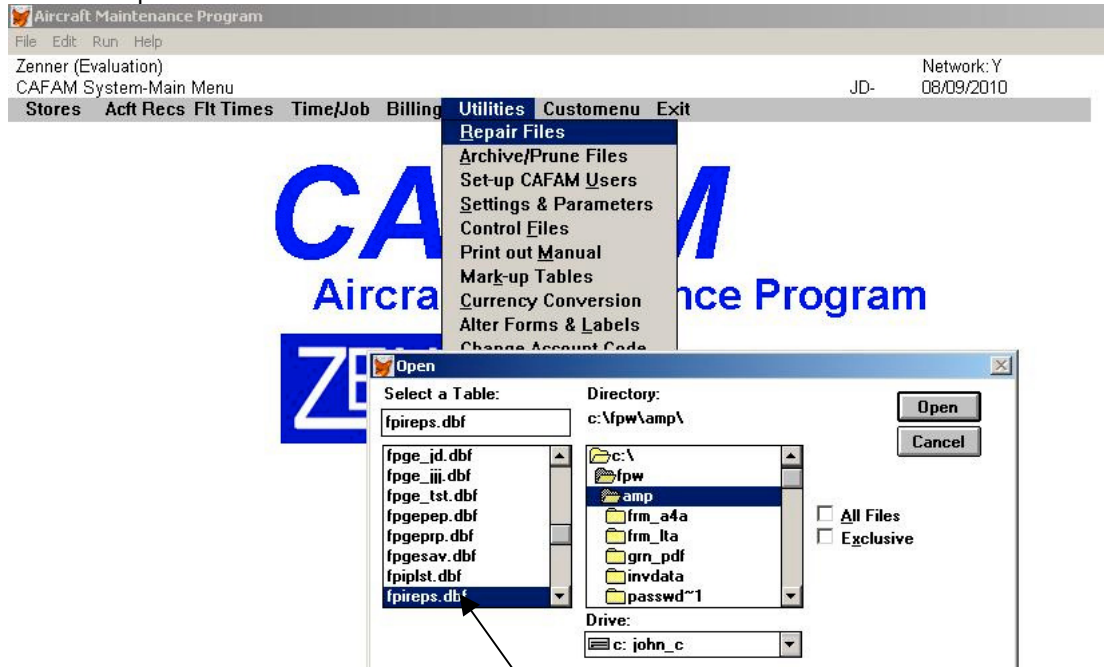 Aircraft Maintenance Program
File Edit Run Help
Zenner (Evaluation) Network: Y
CAFAM System-Main Menu JD- 08/09/2010
Stores Acft Recs Flt Times Time/Job Billing Utilities Customenu Exit
Repair Files
Archive/Prune Files
Set-up CAFAM Users
Settings & Parameters
Control Files
Print out Manual
Mark-up Tables
Currency Conversion
Alter Forms & Labels
Change Account Code
CA M
Aircra nce Program
ZE
Open
Select a Table: Directory:
fpireps.dbf c:\fpw\amp\
Open
Cancel
fpge_jd.dbf
fpge_jjj.dbf
fpge_tst.dbf
fpgepep.dbf
fpgeprp.dbf
fpgesav.dbf
fpiplst.dbf
fpireps.dbf
c:\
fpw
amp
frm_a4a
frm_lta
grn_pdf
invdata
passwd~1
All Files
Exclusive
Drive:
c: john_c